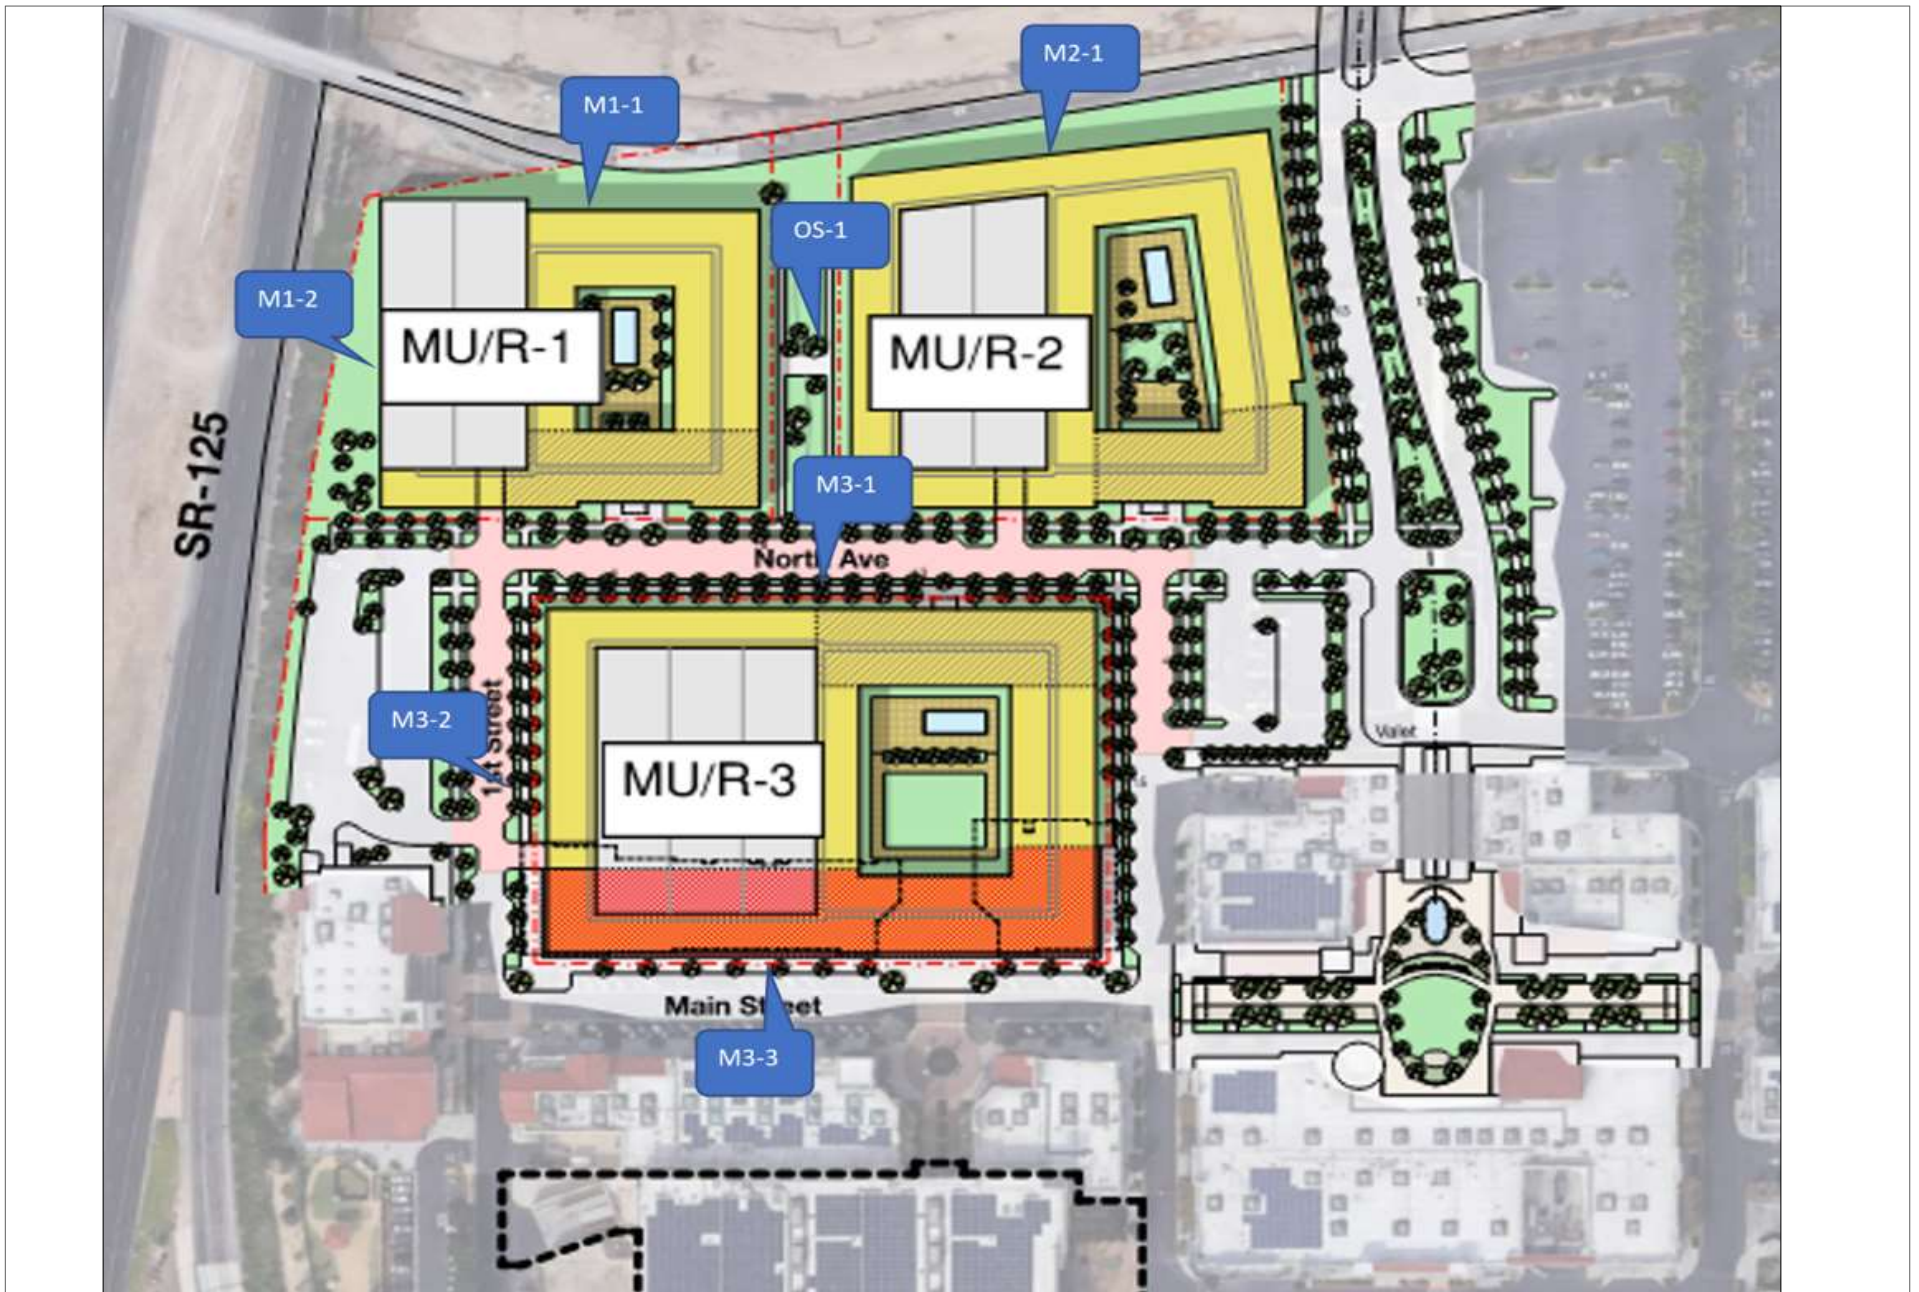 M2-1
M1-1
OS-1
M1-2
MU/R-1
MU/R-2
SR-125
M3-1
North Ave
M3-2
1st Street
Valet
MU/R-3
Main Street
M3-3